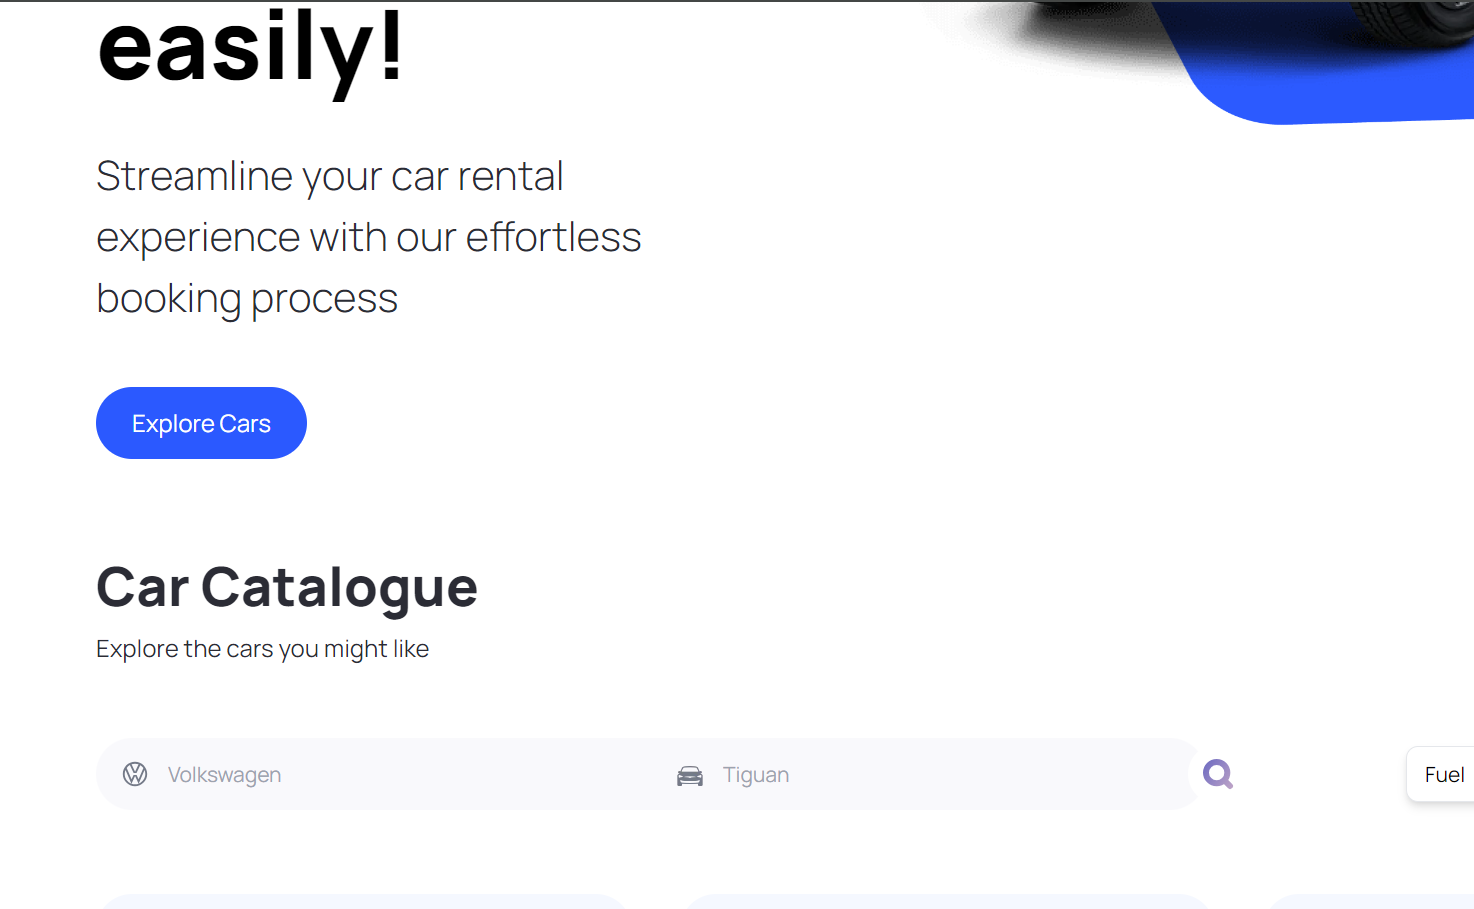 easily!
Streamline your car rental
experience with our effortless
booking process
Explore Cars
Car Catalogue
Explore the cars you might like
Volkswagen
Tiguan
Fuel